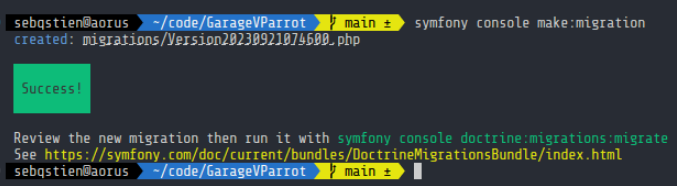 sebqstien@aorus ~/code/GarageVParrot main ± symfony console make:migration
created: migrations/Version20230921074600.php
Success!
Review the new migration then run it with symfony console doctrine:migrations:migrate
See https://symfony.com/doc/current/bundles/DoctrineMigrationsBundle/index.html
sebqstien@aorus ~/code/GarageVParrot main ±